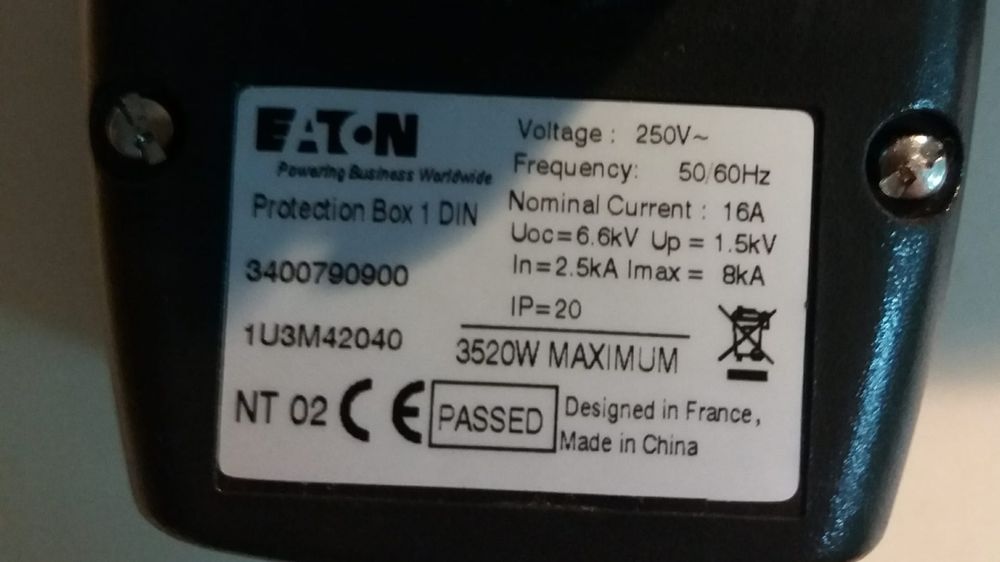 EATON
Powering Business Worldwide
Protection Box 1 DIN
3400790900
1U3M42040
Voltage : 250V~
Frequency: 50/60Hz
Nominal Current : 16A
Uoc=6.6kV Up = 1.5kV
In=2.5kA Imax = 8kA
IP=20
3520W MAXIMUM
NT 02 CE PASSED
Designed in France,
Made in China